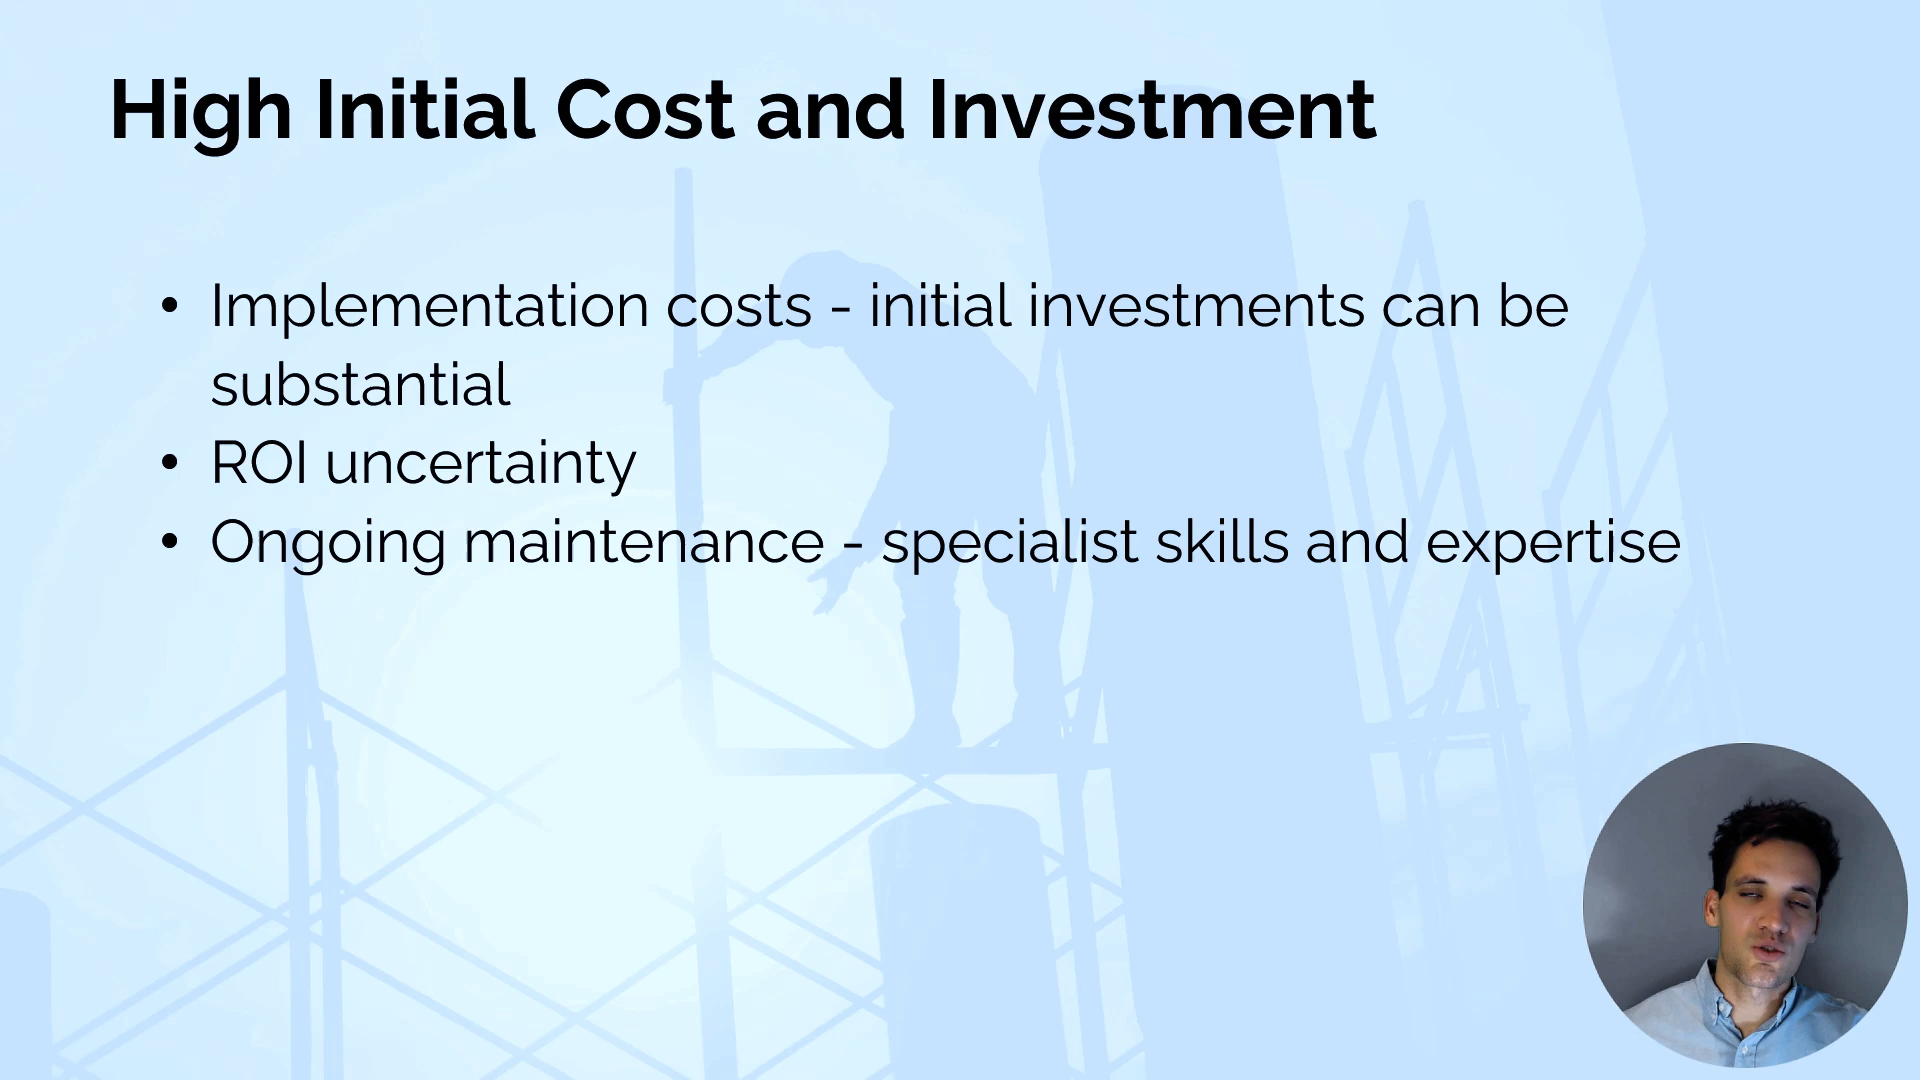 High Initial Cost and Investment
• Implementation costs - initial investments can be
substantial
• ROI uncertainty
• Ongoing maintenance - specialist skills and expertise